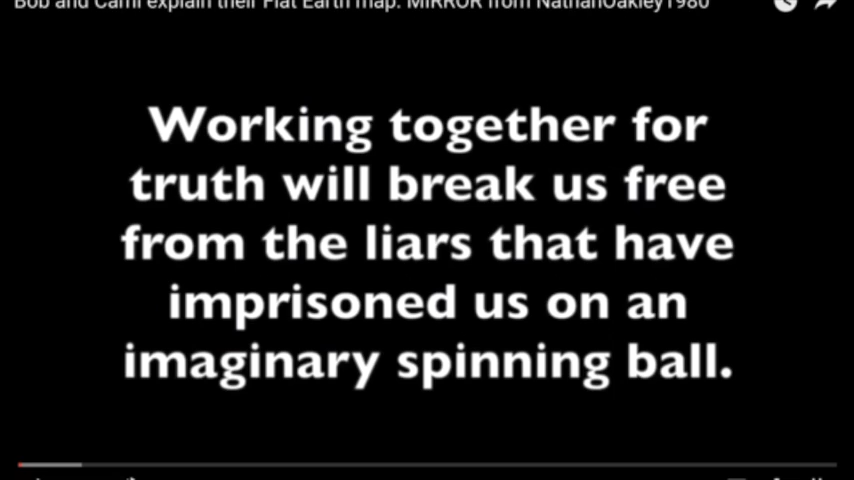 Bob and Cami explain their Flat Earth map. MIRROR from NathanOakley1980
Working together for
truth will break us free
from the liars that have
imprisoned us on an
imaginary spinning ball.